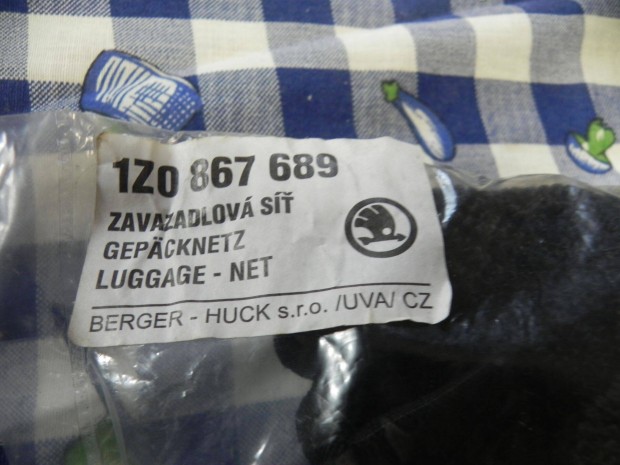 1Z0 867 689
ZAVAZADLOVÁ SÍŤ
GEPÄCKNETZ
LUGGAGE - NET
BERGER - HUCK s.r.o. /UVA/ CZ